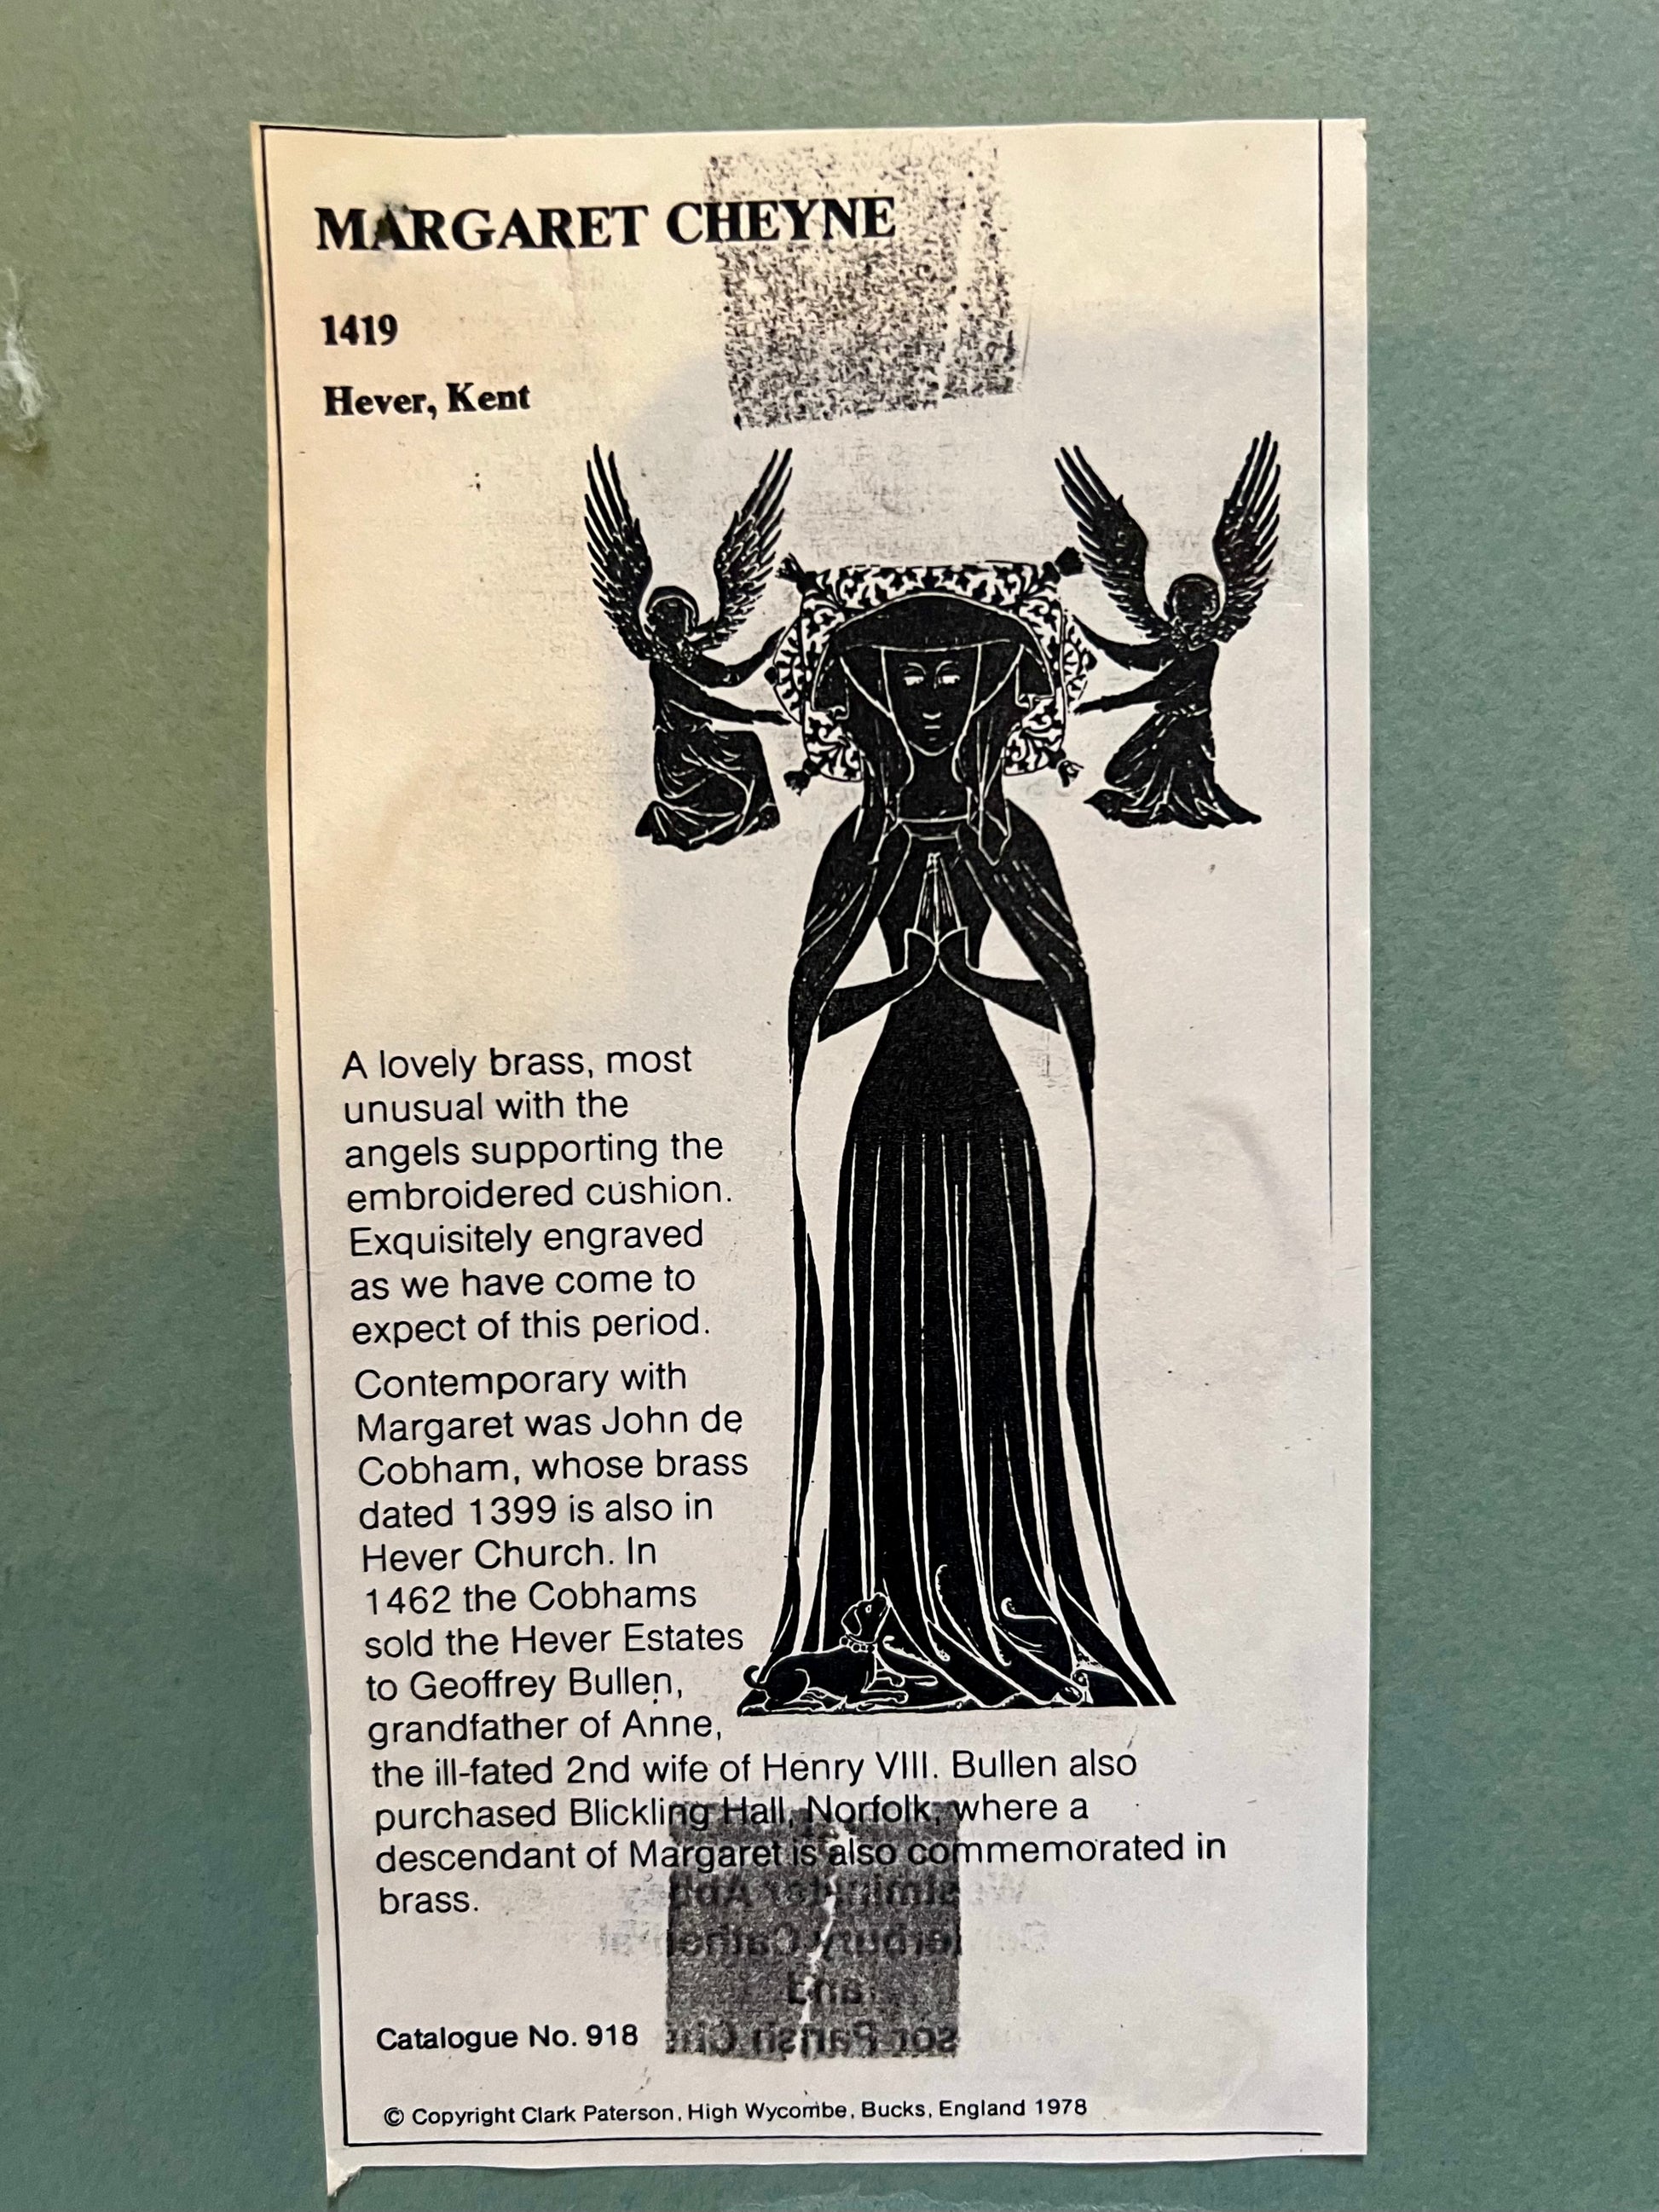 MARGARET CHEYNE
1419
Hever, Kent
A lovely brass, most
unusual with the
angels supporting the
embroidered cushion.
Exquisitely engraved
as we have come to
expect of this period.
Contemporary with
Margaret was John de
Cobham, whose brass
dated 1399 is also in
Hever Church. In
1462 the Cobhams
sold the Hever Estates
to Geoffrey Bullen,
grandfather of Anne,
the ill-fated 2nd wife of Henry VIII. Bullen also
purchased Blickling Hall, Norfolk, where a
descendant of Margaret is also commemorated in
brass.
Catalogue No. 918
© Copyright Clark Paterson, High Wycombe, Bucks, England 1978